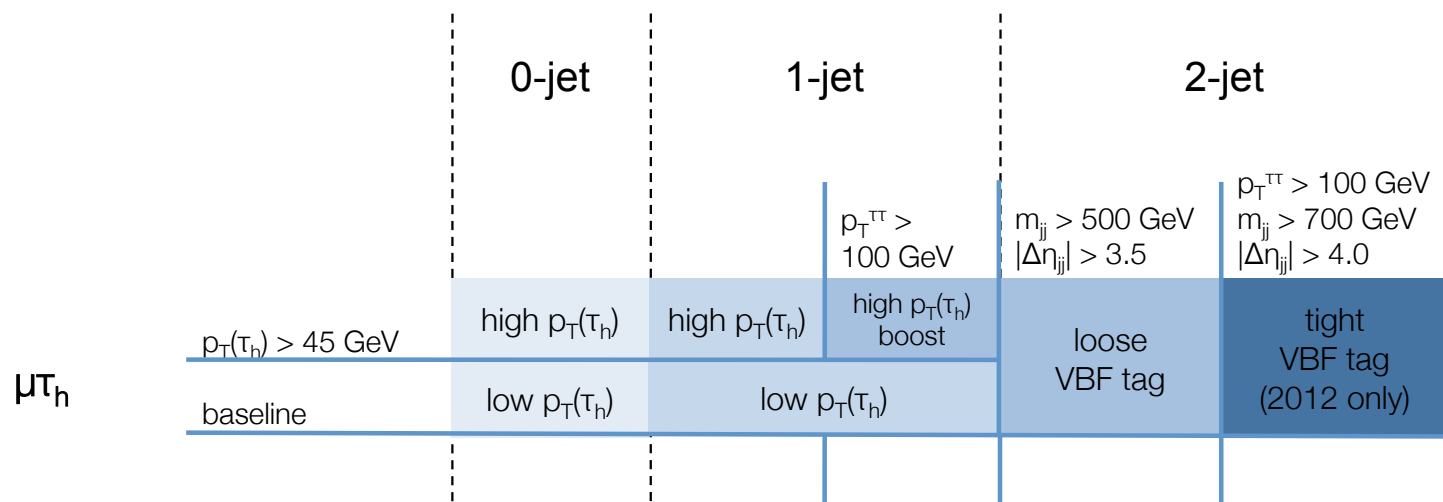 0-jet
1-jet
2-jet
p_T^ττ >
100 GeV
m_jj > 500 GeV
|Δη_jj| > 3.5
p_T^ττ > 100 GeV
m_jj > 700 GeV
|Δη_jj| > 4.0
μτ_h
p_T(τ_h) > 45 GeV
baseline
high p_T(τ_h)
high p_T(τ_h)
high p_T(τ_h)
boost
low p_T(τ_h)
low p_T(τ_h)
loose
VBF tag
tight
VBF tag
(2012 only)